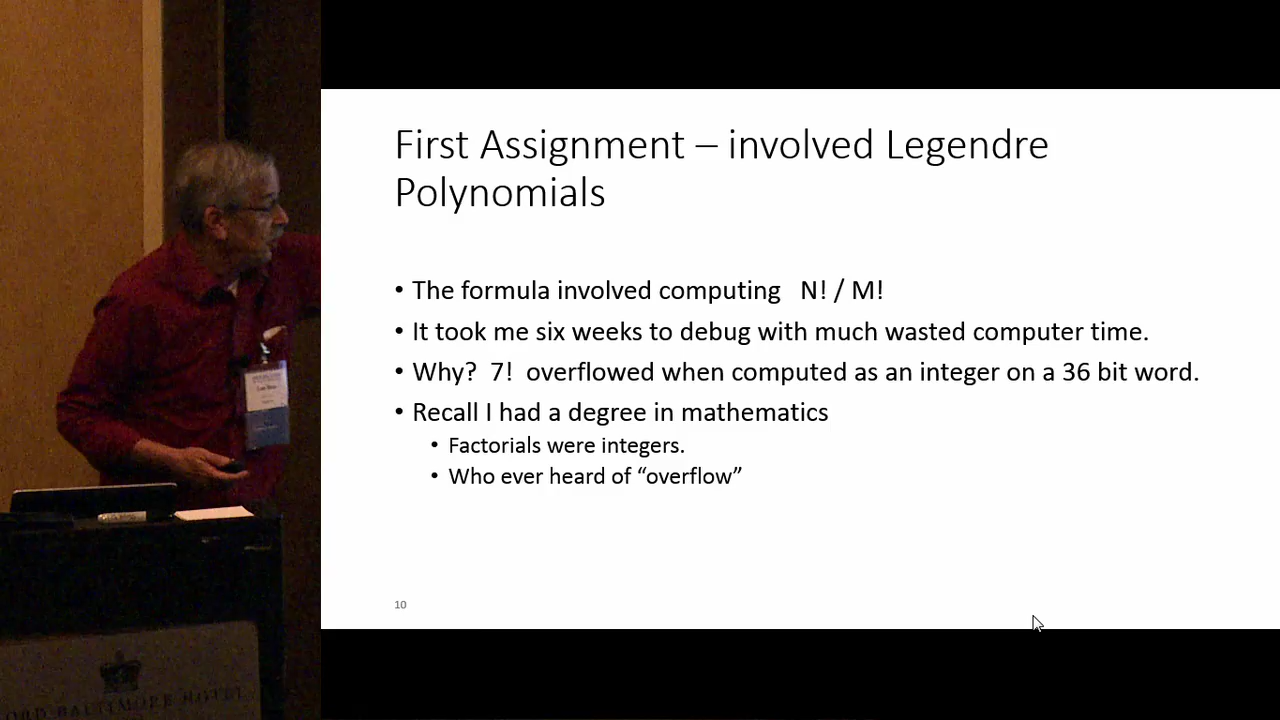 First Assignment – involved Legendre
Polynomials
• The formula involved computing N! / M!
• It took me six weeks to debug with much wasted computer time.
• Why? 7! overflowed when computed as an integer on a 36 bit word.
• Recall I had a degree in mathematics
• Factorials were integers.
• Who ever heard of “overflow”
10
BALTIMORE HOTEL